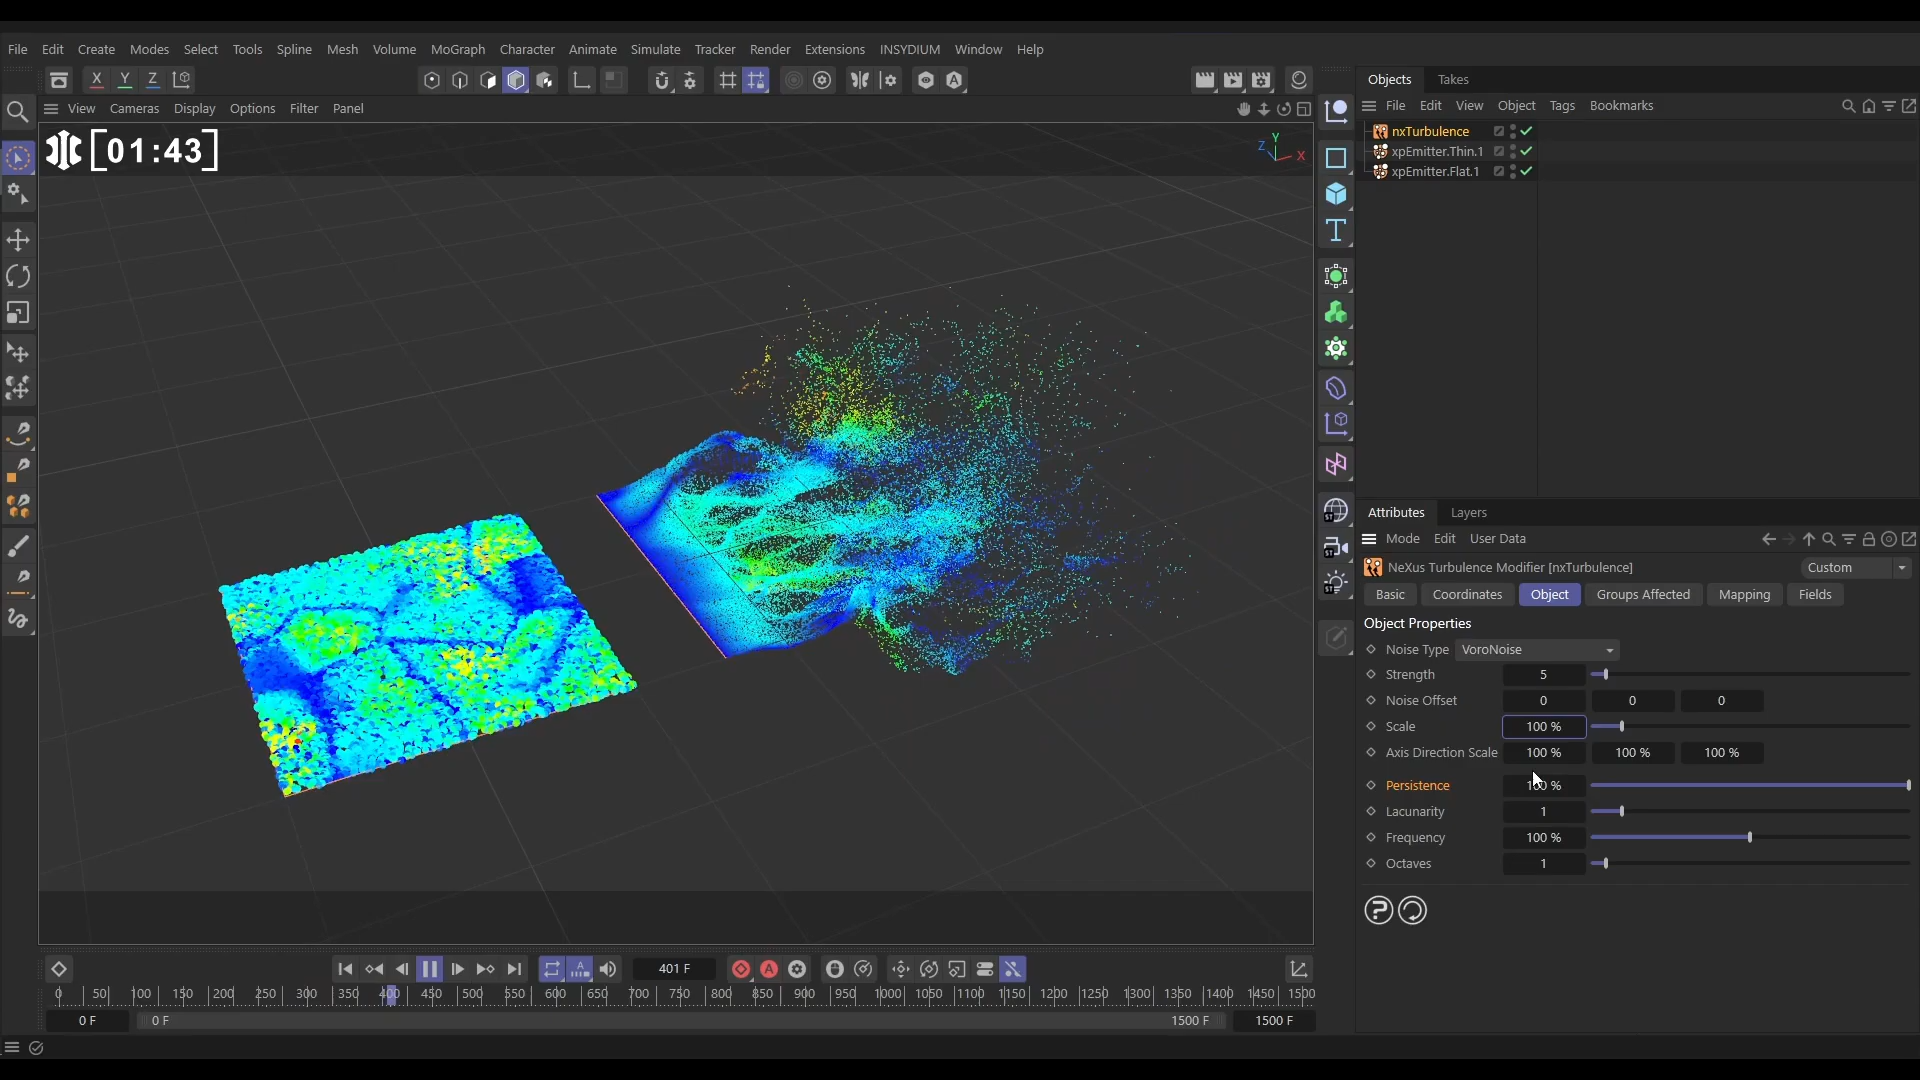 File Edit Create Modes Select Tools Spline Mesh Volume MoGraph Character Animate Simulate Tracker Render Extensions INSYDIUM Window Help
X Y Z
View Cameras Display Options Filter Panel
[01:43]
Y
Z X
Objects Takes
File Edit View Object Tags Bookmarks
nxTurbulence
xpEmitter.Thin.1
xpEmitter.Flat.1
Attributes Layers
Mode Edit User Data
NeXus Turbulence Modifier [nxTurbulence] Custom
Basic Coordinates Object Groups Affected Mapping Fields
Object Properties
Noise Type VoroNoise
Strength 5
Noise Offset 0 0 0
Scale 100 %
Axis Direction Scale 100 % 100 % 100 %
Persistence 100 %
Lacunarity 1
Frequency 100 %
Octaves 1
401 F
0 50 100 150 200 250 300 350 400 450 500 550 600 650 700 750 800 850 900 950 1000 1050 1100 1150 1200 1250 1300 1350 1400 1450 1500
0 F 0 F 1500 F 1500 F